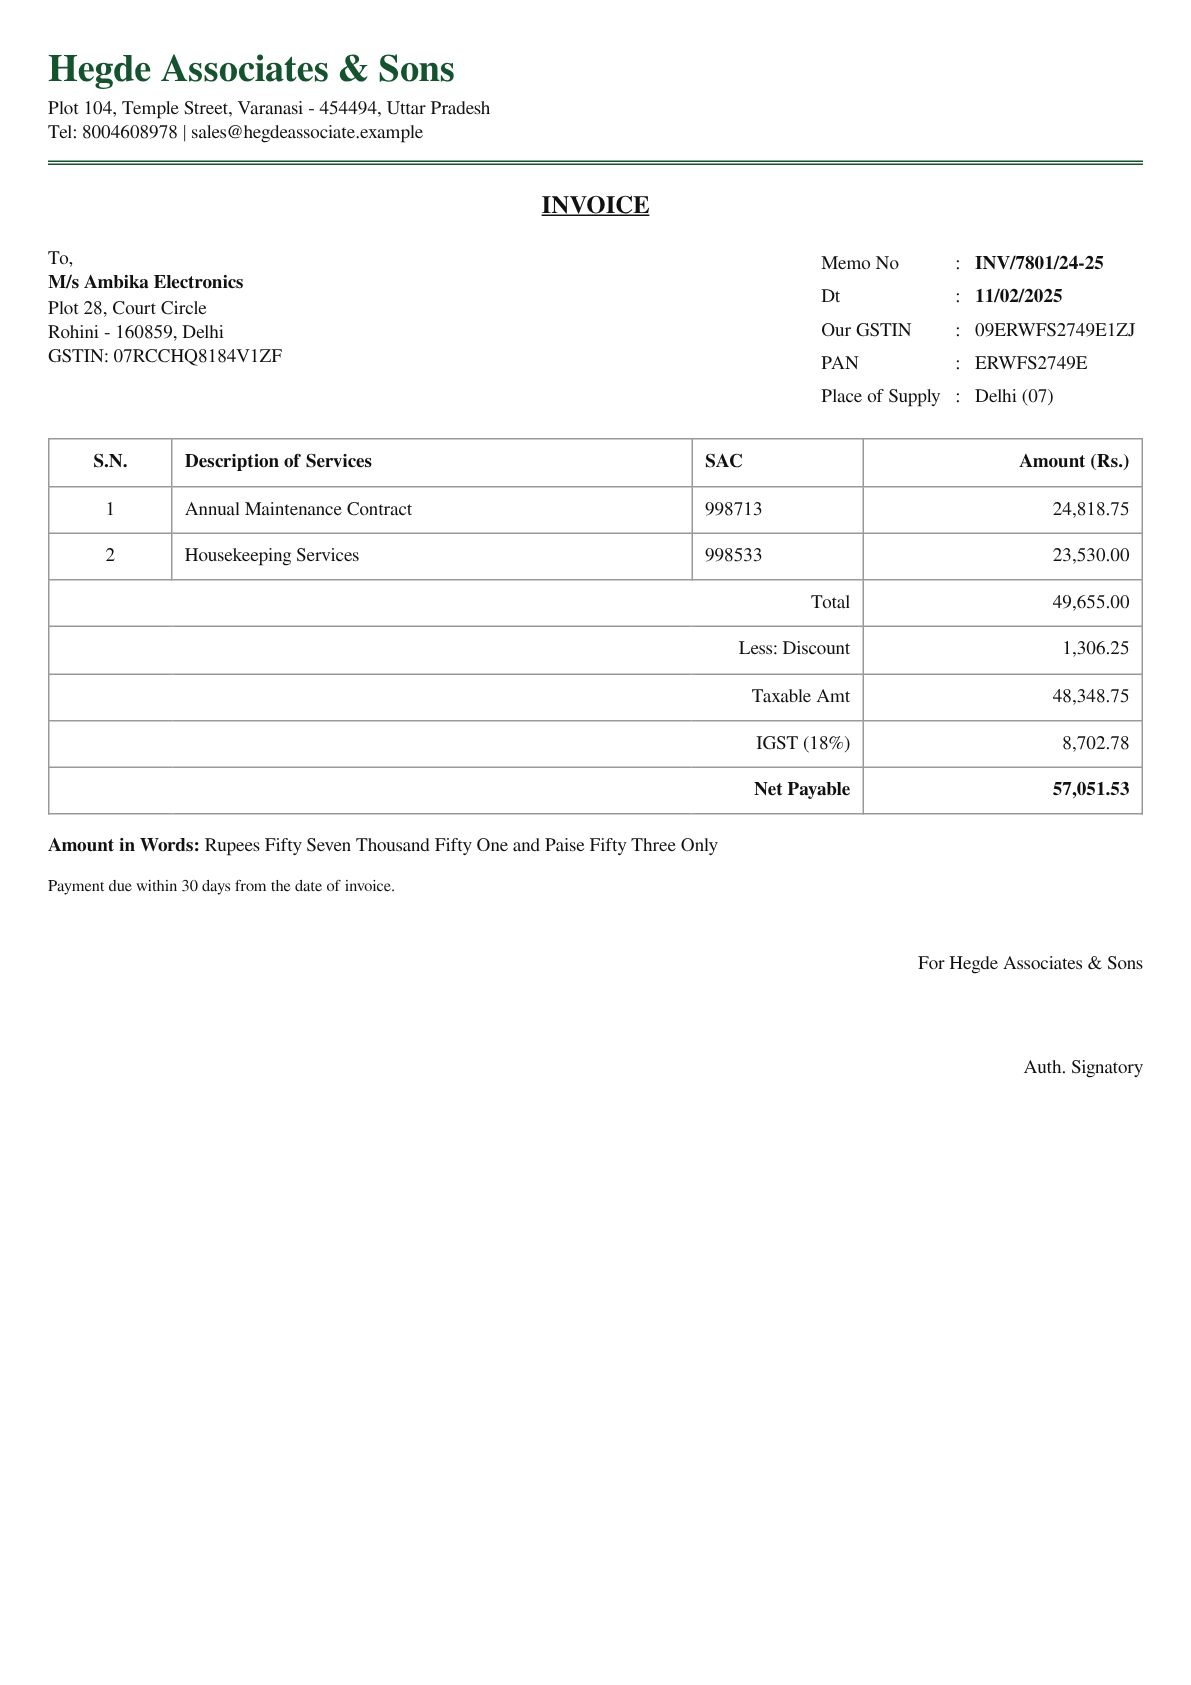 Hegde Associates & Sons
Plot 104, Temple Street, Varanasi - 454494, Uttar Pradesh
Tel: 8004608978 | sales@hegdeassociate.example
INVOICE
To,
M/s Ambika Electronics
Plot 28, Court Circle
Rohini - 160859, Delhi
GSTIN: 07RCCHQ8184V1ZF
Memo No : INV/7801/24-25
Dt : 11/02/2025
Our GSTIN : 09ERWFS2749E1ZJ
PAN : ERWFS2749E
Place of Supply : Delhi (07)
S.N. Description of Services SAC Amount (Rs.)
1 Annual Maintenance Contract 998713 24,818.75
2 Housekeeping Services 998533 23,530.00
Total 49,655.00
Less: Discount 1,306.25
Taxable Amt 48,348.75
IGST (18%) 8,702.78
Net Payable 57,051.53
Amount in Words: Rupees Fifty Seven Thousand Fifty One and Paise Fifty Three Only
Payment due within 30 days from the date of invoice.
For Hegde Associates & Sons
Auth. Signatory